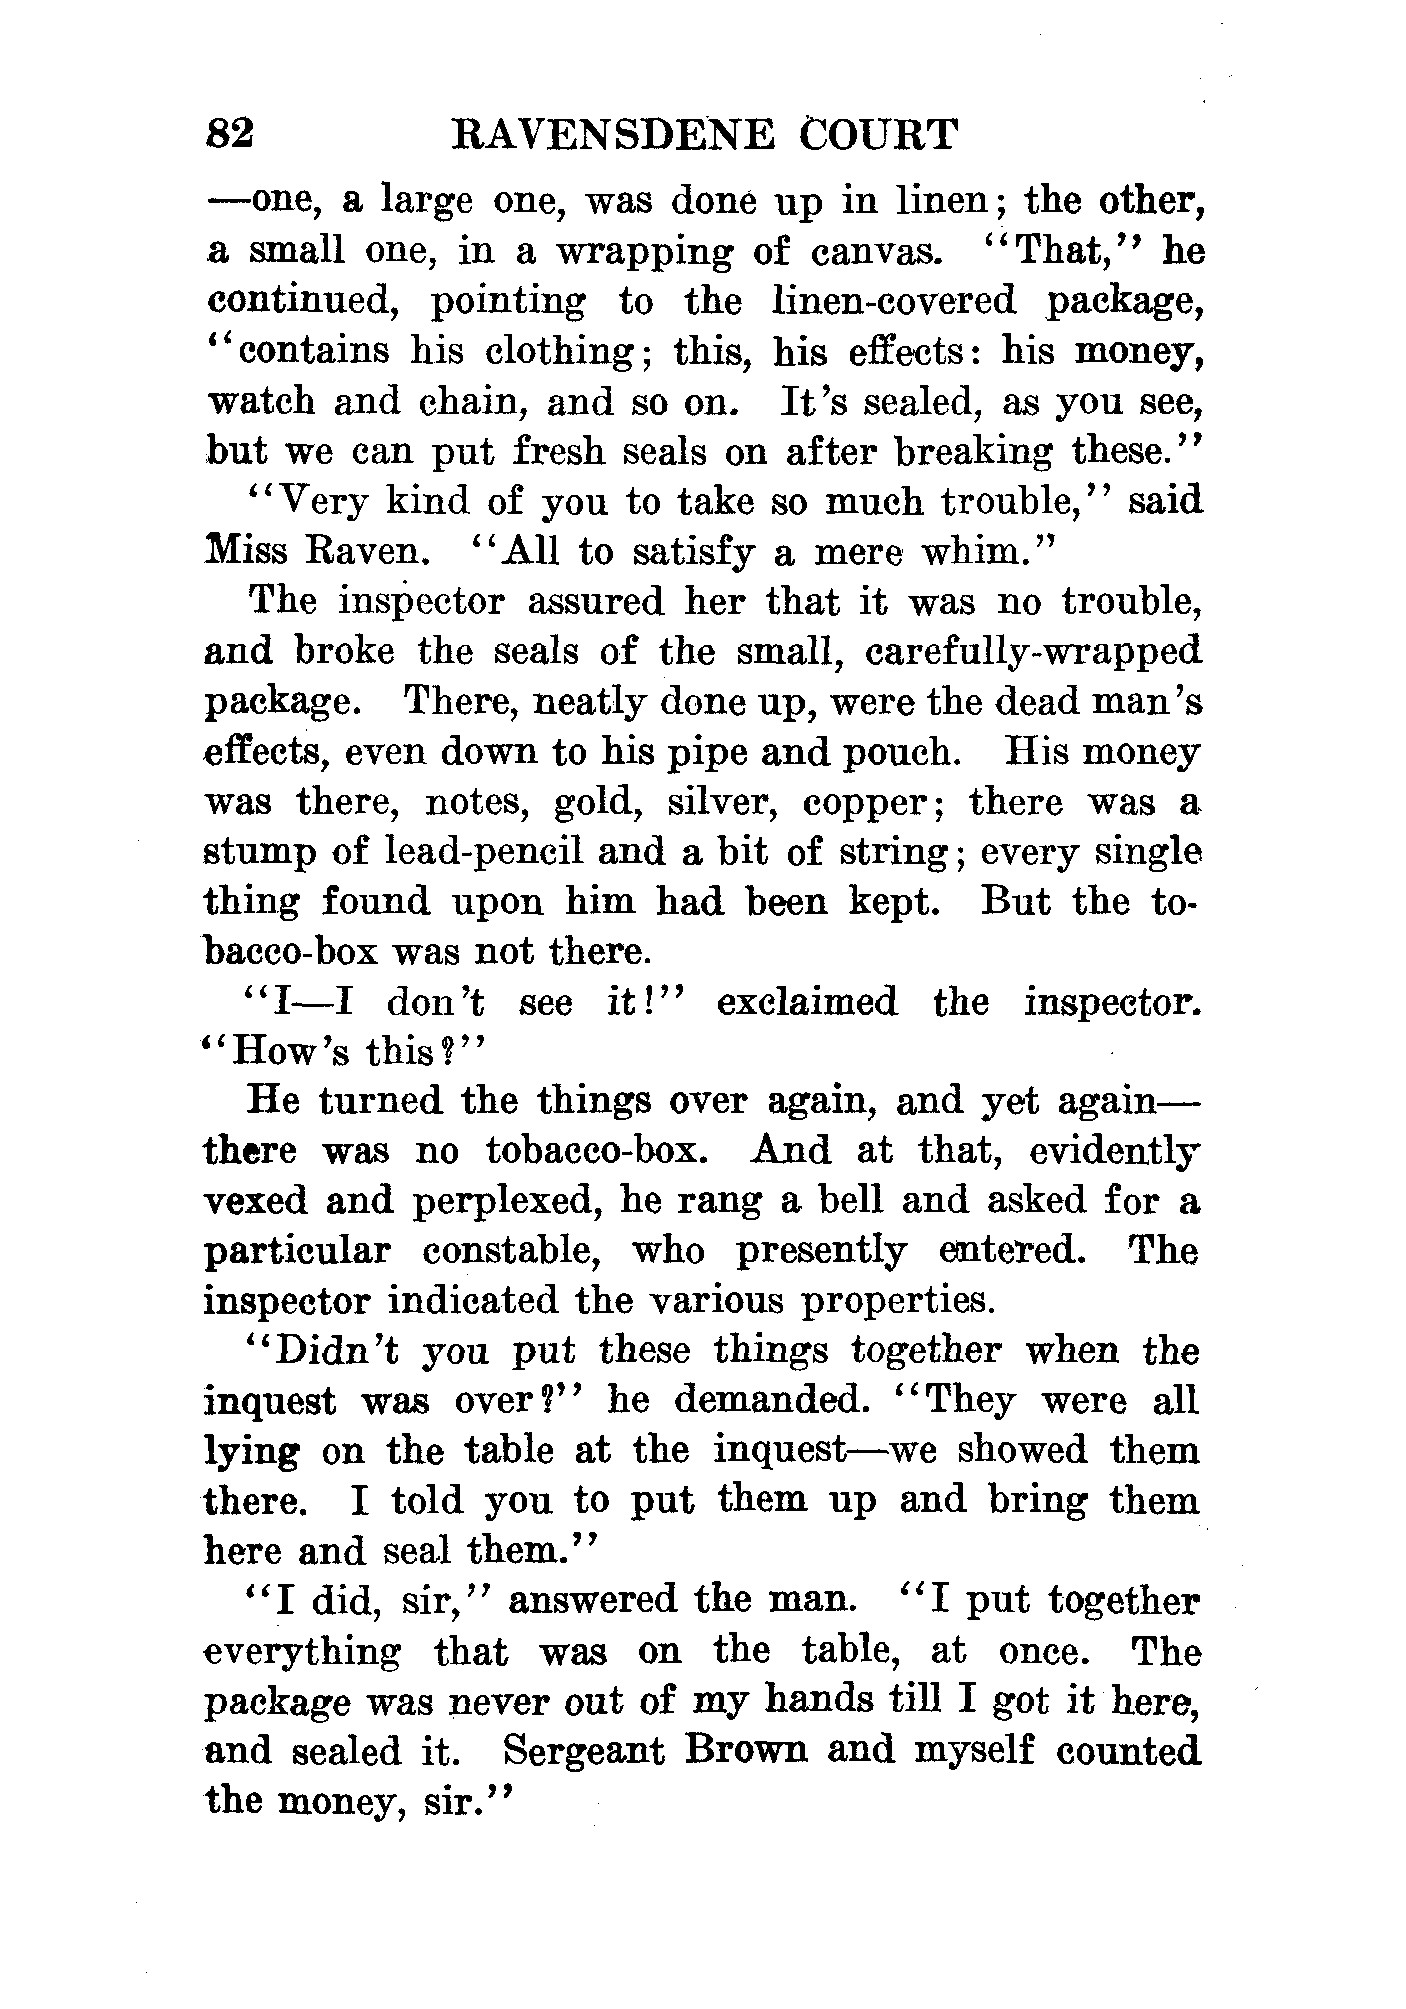 82 RAVENSDENE COURT
—one, a large one, was done up in linen; the other,
a small one, in a wrapping of canvas. "That," he
continued, pointing to the linen-covered package,
"contains his clothing; this, his effects: his money,
watch and chain, and so on. It's sealed, as you see,
but we can put fresh seals on after breaking these."
"Very kind of you to take so much trouble," said
Miss Raven. "All to satisfy a mere whim."
The inspector assured her that it was no trouble,
and broke the seals of the small, carefully-wrapped
package. There, neatly done up, were the dead man's
effects, even down to his pipe and pouch. His money
was there, notes, gold, silver, copper; there was a
stump of lead-pencil and a bit of string; every single
thing found upon him had been kept. But the to-
bacco-box was not there.
"I—I don't see it!" exclaimed the inspector.
"How's this?"
He turned the things over again, and yet again—
there was no tobacco-box. And at that, evidently
vexed and perplexed, he rang a bell and asked for a
particular constable, who presently entered. The
inspector indicated the various properties.
"Didn't you put these things together when the
inquest was over?" he demanded. "They were all
lying on the table at the inquest—we showed them
there. I told you to put them up and bring them
here and seal them."
"I did, sir," answered the man. "I put together
everything that was on the table, at once. The
package was never out of my hands till I got it here,
and sealed it. Sergeant Brown and myself counted
the money, sir."